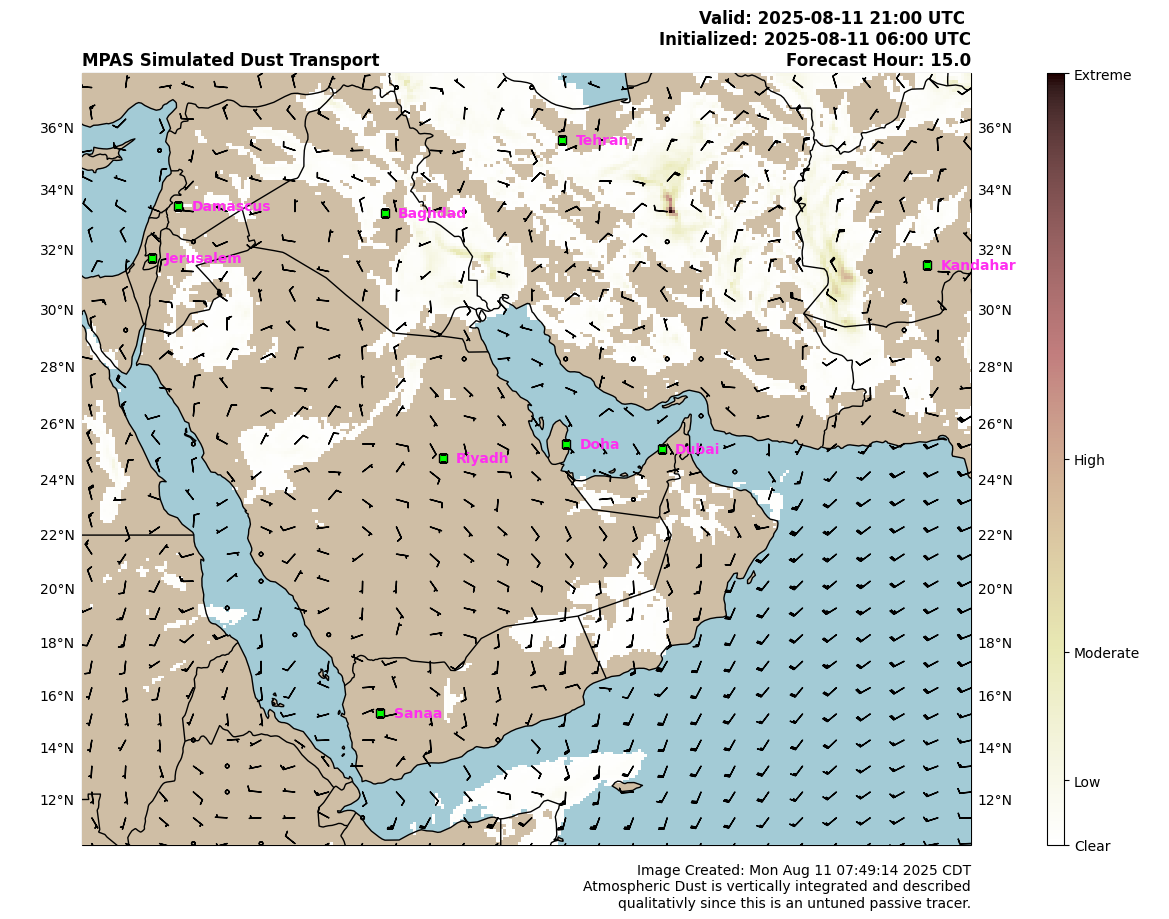 Valid: 2025-08-11 21:00 UTC
Initialized: 2025-08-11 06:00 UTC
MPAS Simulated Dust Transport Forecast Hour: 15.0
Extreme
36°N Tehran 36°N
34°N Damascus Baghdad 34°N
32°N Jerusalem 32°N
Kandahar
30°N 30°N
28°N 28°N
26°N 26°N
Doha Dubai
Riyadh High
24°N 24°N
22°N 22°N
20°N 20°N
18°N 18°N
Moderate
16°N 16°N
Sanaa
14°N 14°N
Low
12°N 12°N
Clear
Image Created: Mon Aug 11 07:49:14 2025 CDT
Atmospheric Dust is vertically integrated and described
qualitativly since this is an untuned passive tracer.